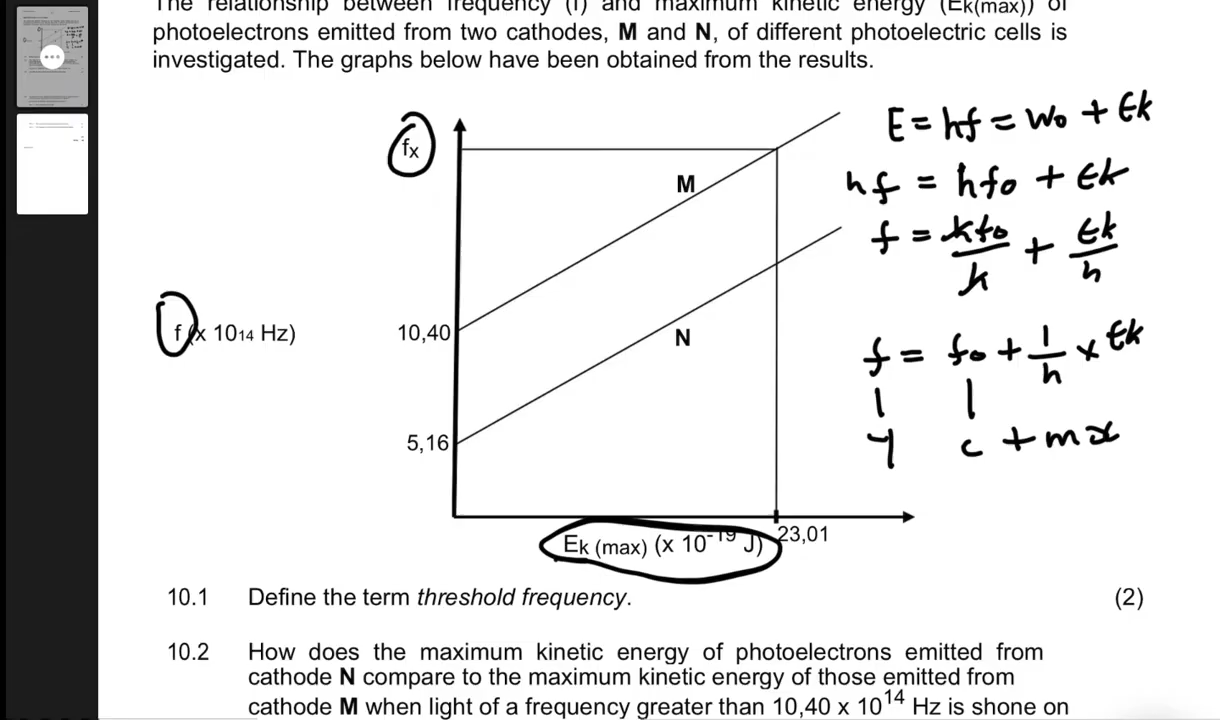 The relationship between frequency (f) and maximum kinetic energy (Ek(max)) of
photoelectrons emitted from two cathodes, M and N, of different photoelectric cells is
investigated. The graphs below have been obtained from the results.
E = hf = W₀ + Ek
fx
M
hf = hf₀ + Ek
f = hf₀/h + Ek/h
f (x 10¹⁴ Hz)
10,40
N
f = f₀ + 1/h x Ek
5,16
y c + mx
Ek (max) (x 10⁻¹⁹ J)
23,01
10.1 Define the term threshold frequency. (2)
10.2 How does the maximum kinetic energy of photoelectrons emitted from
cathode N compare to the maximum kinetic energy of those emitted from
cathode M when light of a frequency greater than 10,40 x 10¹⁴ Hz is shone on